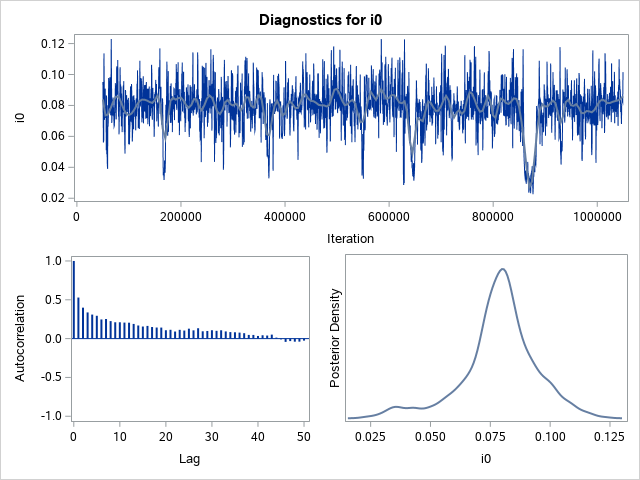 Diagnostics for i0
0.12
0.10
0.08
0.06
0.04
0.02
i0
0 200000 400000 600000 800000 1000000
Iteration
1.0
0.5
0.0
-0.5
-1.0
Autocorrelation
0 10 20 30 40 50
Lag
Posterior Density
0.025 0.050 0.075 0.100 0.125
i0